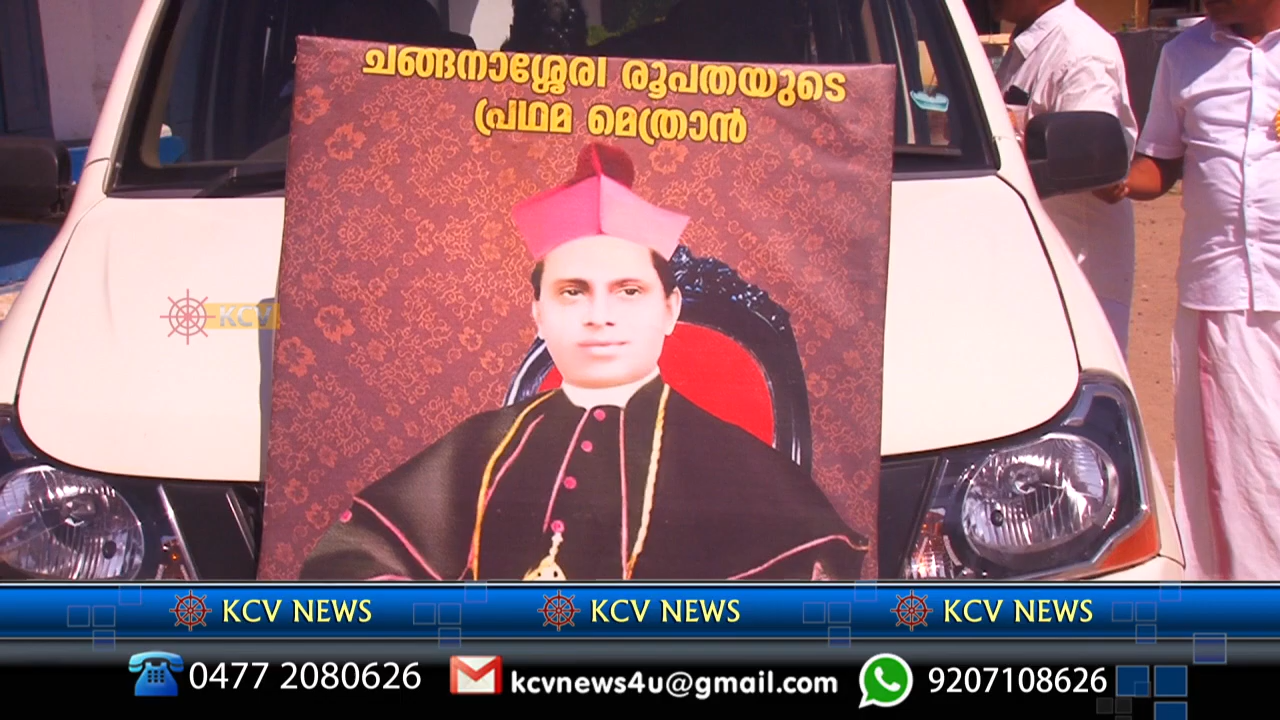 ചങ്ങനാശ്ശേരി രൂപതയുടെ
പ്രഥമ മെത്രാൻ
KCV
KCV NEWS KCV NEWS KCV NEWS
0477 2080626 kcvnews4u@gmail.com 9207108626